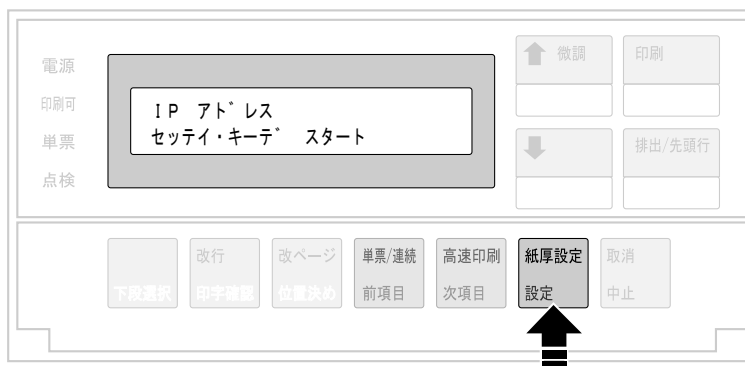 電源
印刷可
単票
点検
IP アドレス
セッテイ・キーデ スタート
微調
印刷
排出/先頭行
下段選択
改行
印字確認
改ページ
位置決め
単票/連続
前項目
高速印刷
次項目
紙厚設定
設定
取消
中止